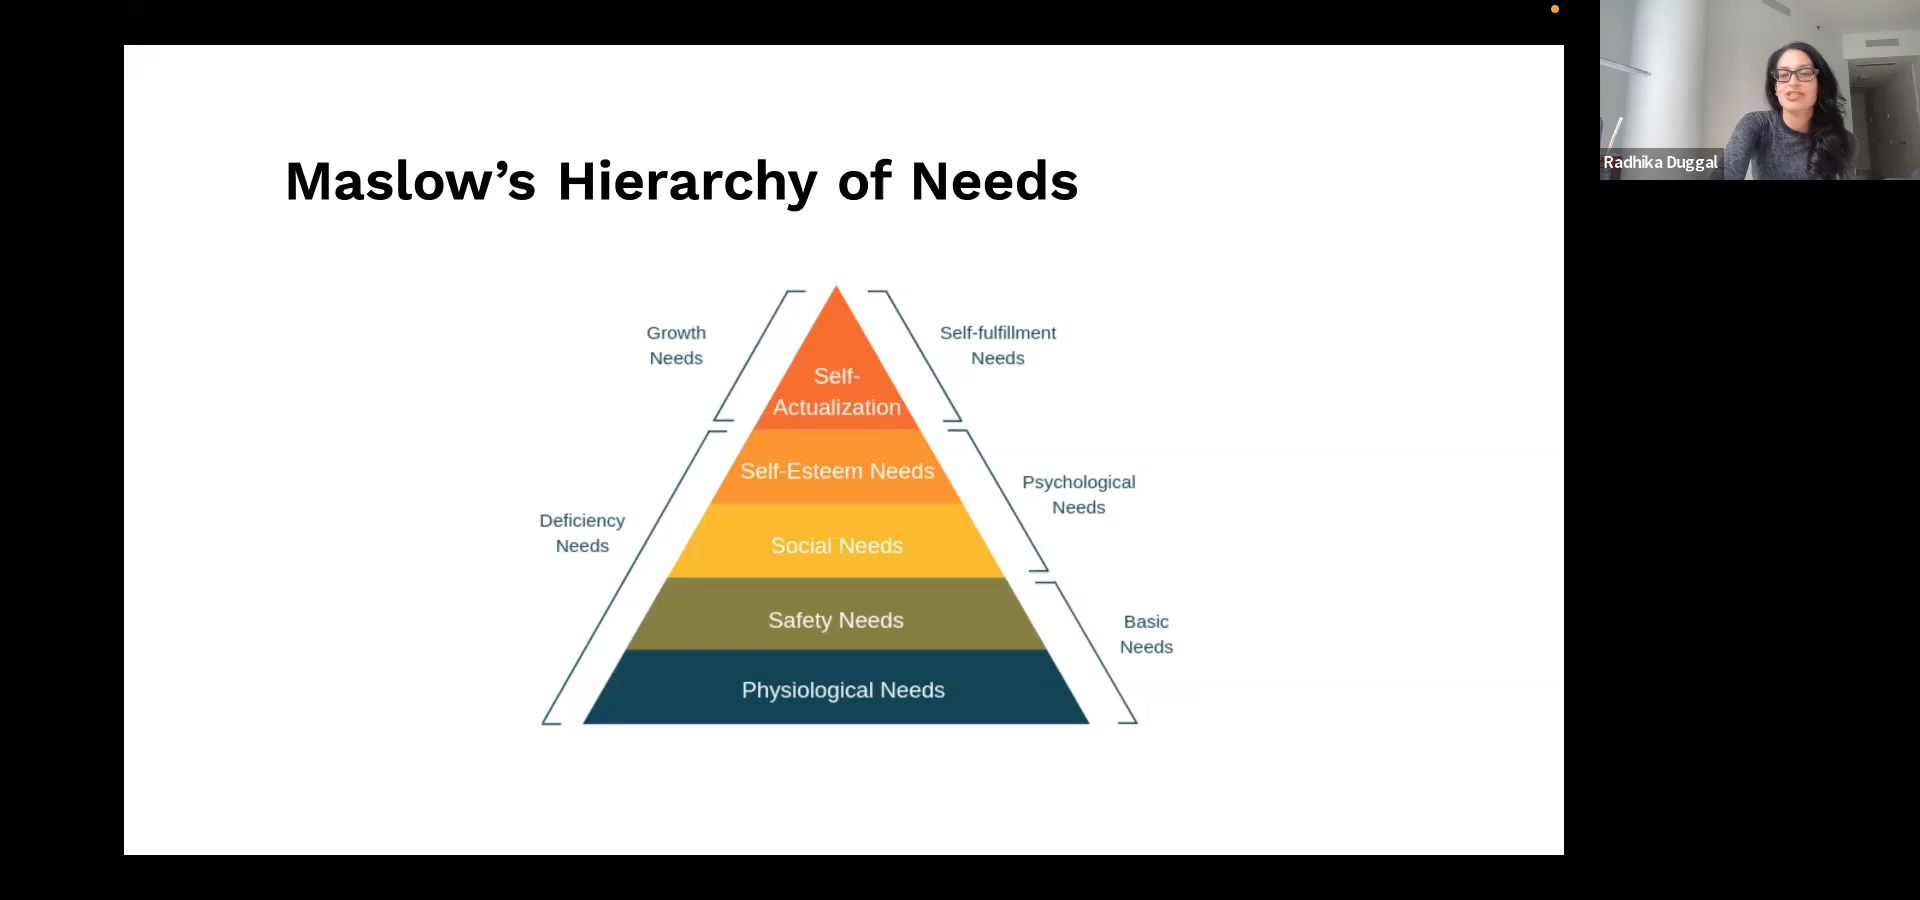 Maslow’s Hierarchy of Needs
Growth
Needs
Self-fulfillment
Needs
Self-
Actualization
Self-Esteem Needs
Psychological
Needs
Deficiency
Needs
Social Needs
Safety Needs
Basic
Needs
Physiological Needs
Radhika Duggal